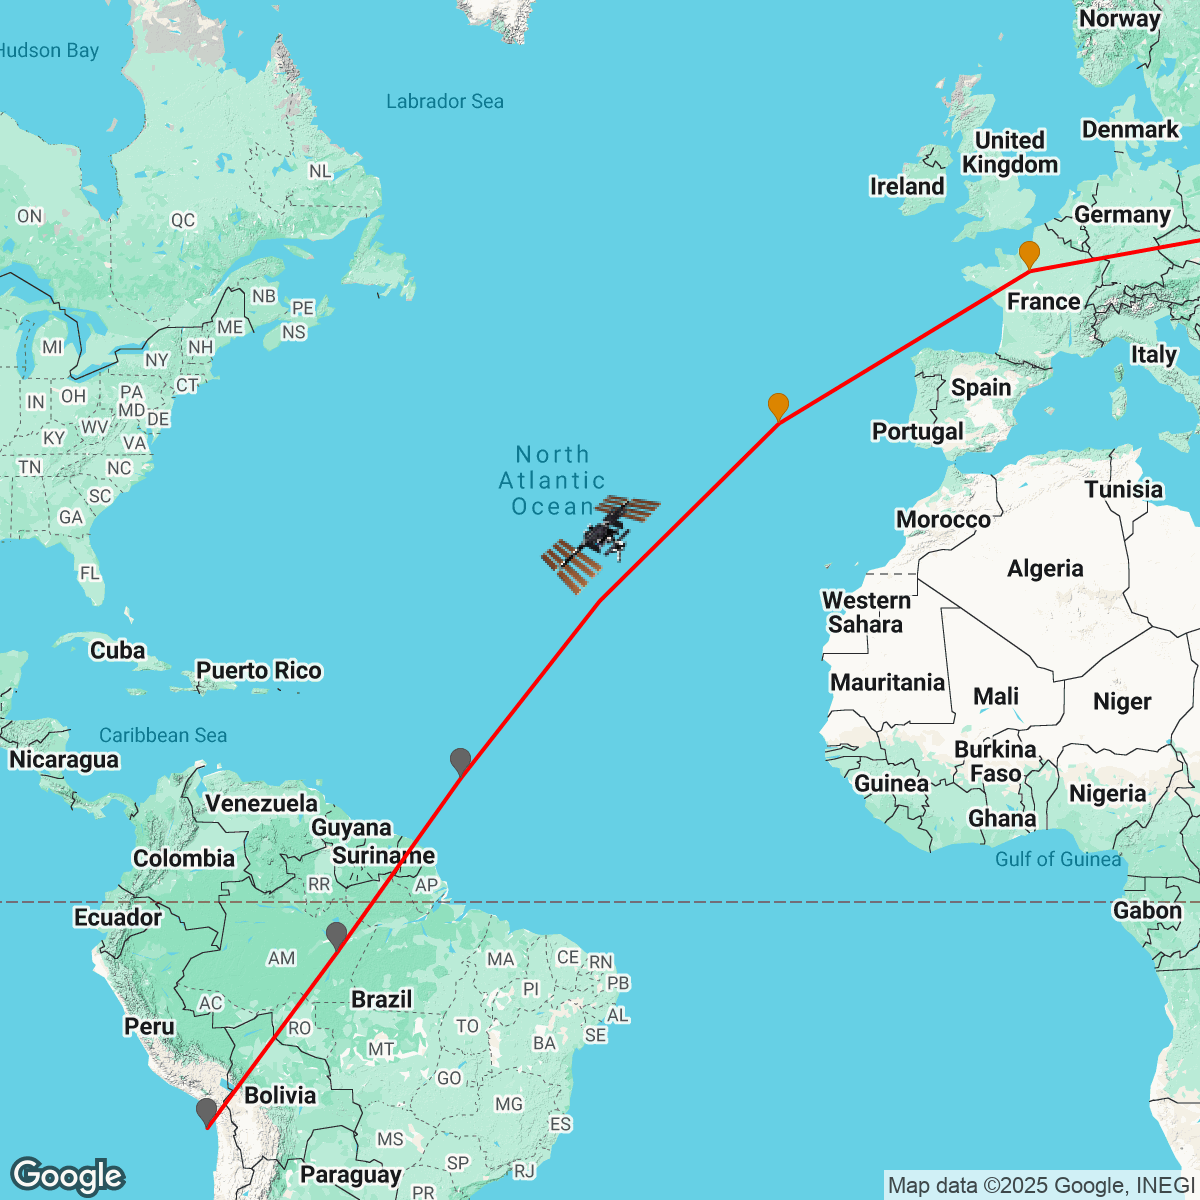 Norway
Hudson Bay
Labrador Sea
Denmark
United
Kingdom
Ireland
NL
ON
QC
Germany
NB
PE
NS
ME
France
MI
NH
NY
Italy
CT
Spain
PA
OH
IN
MD
DE
WV
Portugal
KY
VA
North
Atlantic
Ocean
TN
NC
Tunisia
SC
GA
Morocco
Algeria
FL
Western
Sahara
Cuba
Puerto Rico
Mauritania
Mali
Niger
Caribbean Sea
Burkina
Faso
Nicaragua
Guinea
Nigeria
Venezuela
Ghana
Guyana
Suriname
Colombia
Gulf of Guinea
RR
AP
Ecuador
Gabon
AM
MA
CE
RN
PI
PB
Brazil
AC
AL
Peru
RO
TO
SE
BA
MT
GO
Bolivia
MG
ES
MS
SP
RJ
Paraguay
PR
Google
Map data ©2025 Google, INEGI